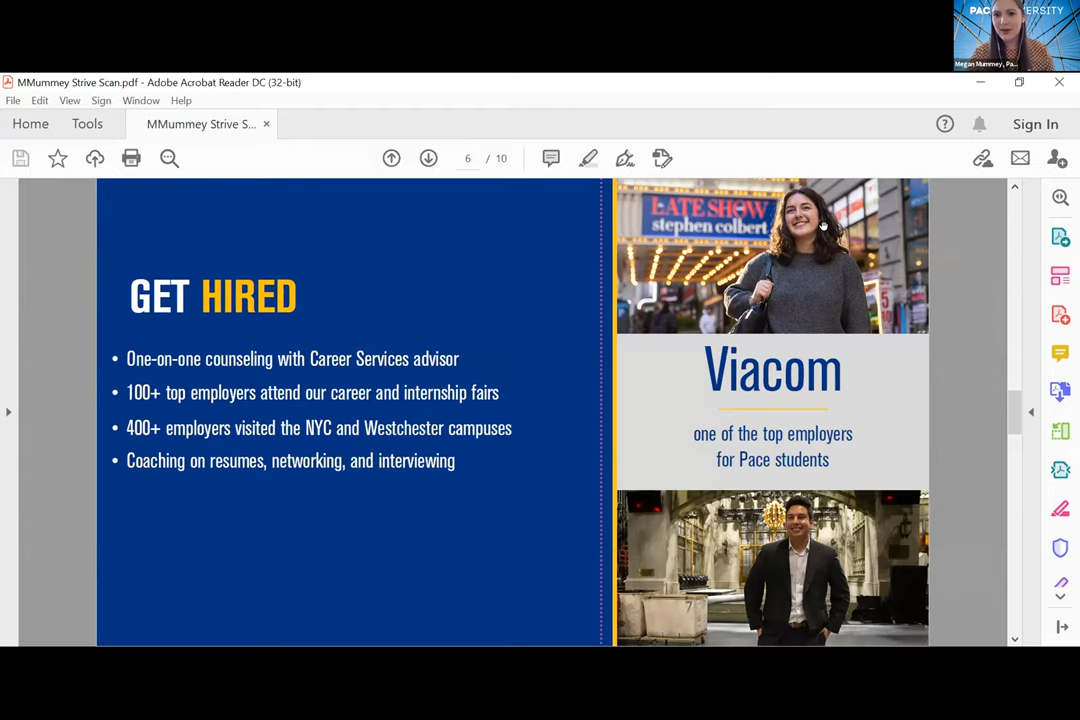 PAC ERSITY
Megan Mummey, Pa...
MMummey Strive Scan.pdf - Adobe Acrobat Reader DC (32-bit)
File Edit View Sign Window Help
Home Tools MMummey Strive S... × Sign In
6 / 10
LATE SHOW
stephen colbert
GET HIRED
• One-on-one counseling with Career Services advisor
• 100+ top employers attend our career and internship fairs
• 400+ employers visited the NYC and Westchester campuses
• Coaching on resumes, networking, and interviewing
Viacom
one of the top employers
for Pace students